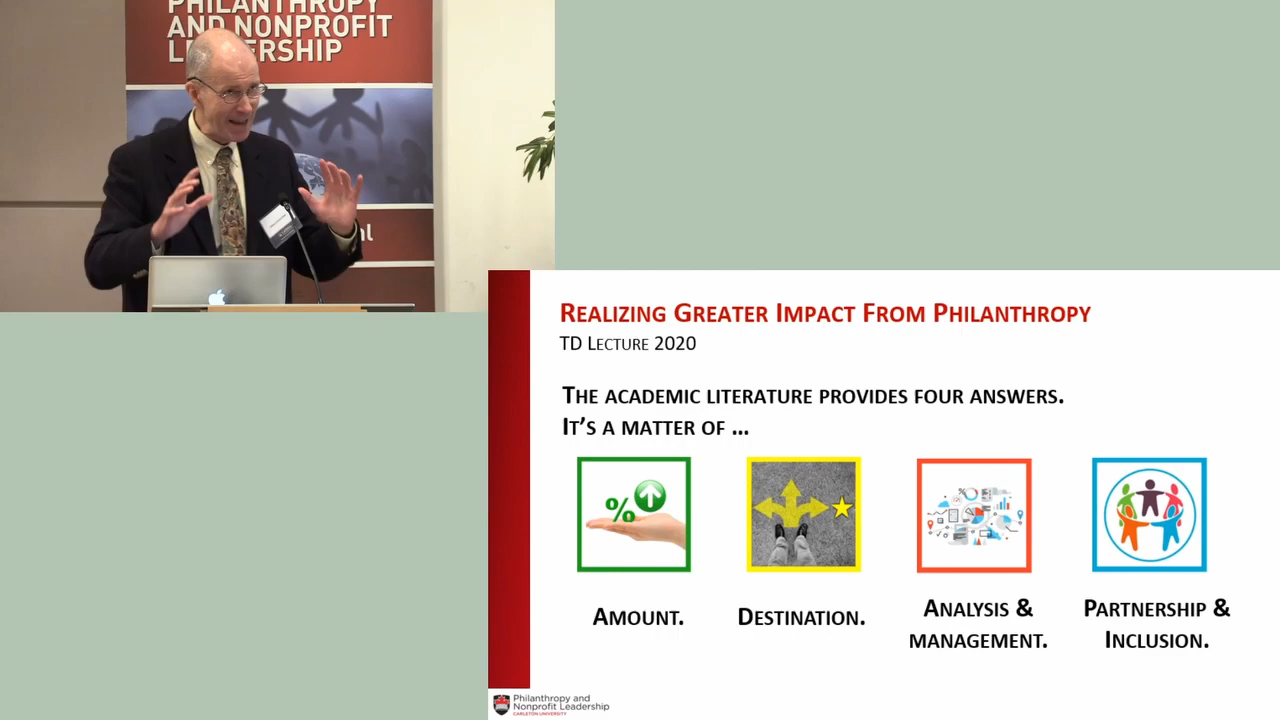 PHILANTHROPY
AND NONPROFIT
REALIZING GREATER IMPACT FROM PHILANTHROPY
TD LECTURE 2020
THE ACADEMIC LITERATURE PROVIDES FOUR ANSWERS.
IT'S A MATTER OF ...
%
AMOUNT.
DESTINATION.
ANALYSIS &
MANAGEMENT.
PARTNERSHIP &
INCLUSION.
Philanthropy and
Nonprofit Leadership
CARLETON UNIVERSITY